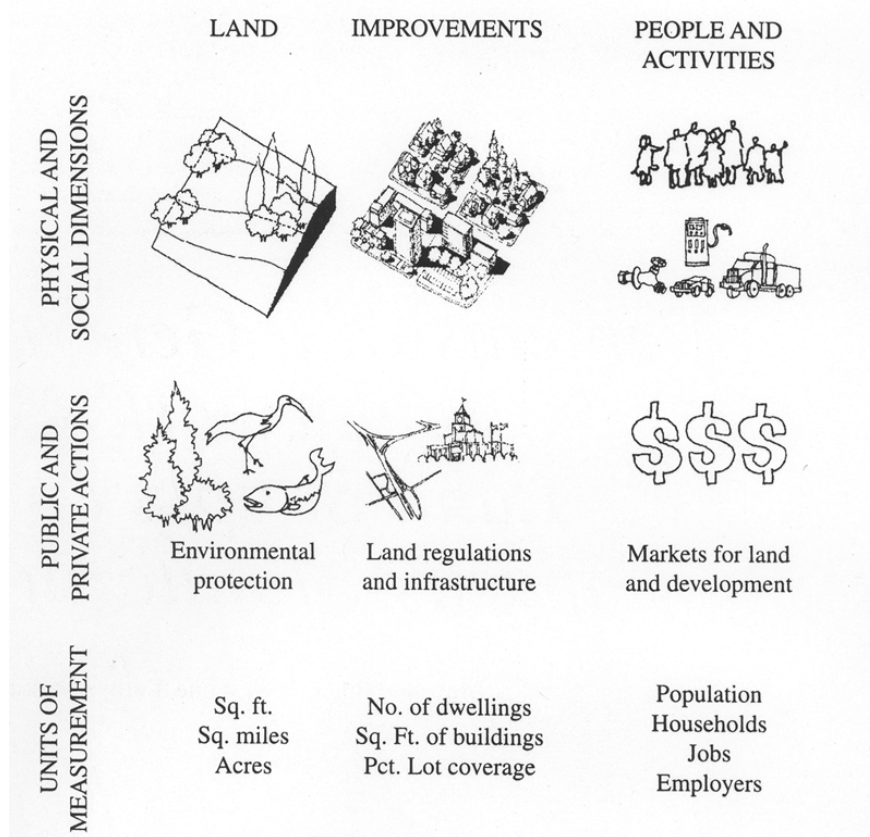 LAND
IMPROVEMENTS
PEOPLE AND
ACTIVITIES
PHYSICAL AND
SOCIAL DIMENSIONS
PUBLIC AND
PRIVATE ACTIONS
Environmental
protection
Land regulations
and infrastructure
$$$
Markets for land
and development
UNITS OF
MEASUREMENT
Sq. ft.
Sq. miles
Acres
No. of dwellings
Sq. Ft. of buildings
Pct. Lot coverage
Population
Households
Jobs
Employers